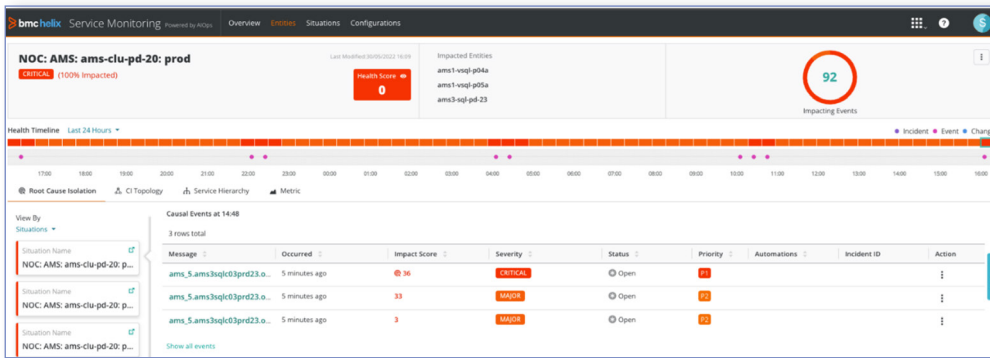 bmc helix Service Monitoring Powered by AIOps Overview Entities Situations Configurations ? S
NOC: AMS: ams-clu-pd-20: prod
CRITICAL (100% Impacted)
Last Modified:30/05/2022 16:09
Health Score
0
Impacted Entities
ams1-vsql-p04a
ams1-vsql-p05a
ams3-sql-pd-23
92
Impacting Events
Health Timeline Last 24 Hours Incident Event Chang
17:00 18:00 19:00 20:00 21:00 22:00 23:00 00:00 01:00 02:00 03:00 04:00 05:00 06:00 08:00 09:00 10:00 11:00 12:00 13:00 14:00 15:00 16:00
Root Cause Isolation CI Topology Service Hierarchy Metric
View By
Situations
Situation Name
NOC: AMS: ams-clu-pd-20: p...
Situation Name
NOC: AMS: ams-clu-pd-20: p...
Situation Name
NOC: AMS: ams-clu-pd-20: p...
Causal Events at 14:48
3 rows total
Message Occurred Impact Score Severity Status Priority Automations Incident ID Action
ams_5.ams3sqlc03prd23.o... 5 minutes ago 36 CRITICAL Open P1
ams_5.ams3sqlc03prd23.o... 5 minutes ago 33 MAJOR Open P2
ams_5.ams3sqlc03prd23.o... 5 minutes ago 3 MAJOR Open P2
Show all events